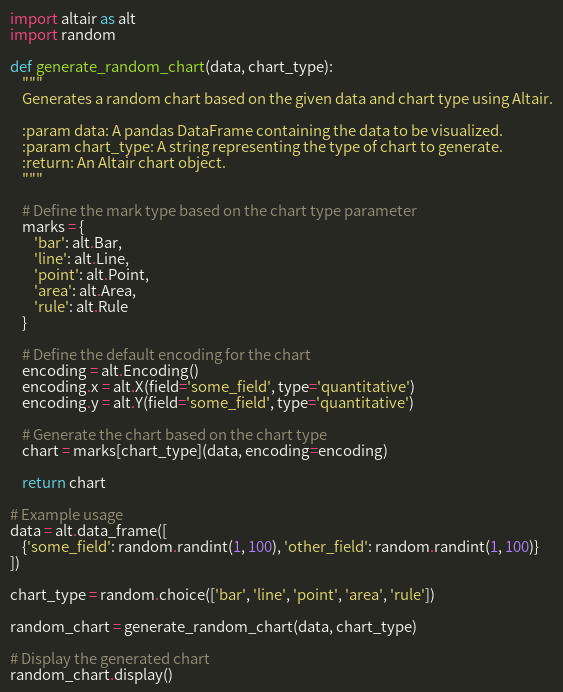 import altair as alt
import random

def generate_random_chart(data, chart_type):
    """
    Generates a random chart based on the given data and chart type using Altair.

    :param data: A pandas DataFrame containing the data to be visualized.
    :param chart_type: A string representing the type of chart to generate.
    :return: An Altair chart object.
    """

    # Define the mark type based on the chart type parameter
    marks = {
        'bar': alt.Bar,
        'line': alt.Line,
        'point': alt.Point,
        'area': alt.Area,
        'rule': alt.Rule
    }

    # Define the default encoding for the chart
    encoding = alt.Encoding()
    encoding.x = alt.X(field='some_field', type='quantitative')
    encoding.y = alt.Y(field='some_field', type='quantitative')

    # Generate the chart based on the chart type
    chart = marks[chart_type](data, encoding=encoding)

    return chart

# Example usage
data = alt.data_frame([
    {'some_field': random.randint(1, 100), 'other_field': random.randint(1, 100)}
])

chart_type = random.choice(['bar', 'line', 'point', 'area', 'rule'])

random_chart = generate_random_chart(data, chart_type)

# Display the generated chart
random_chart.display()